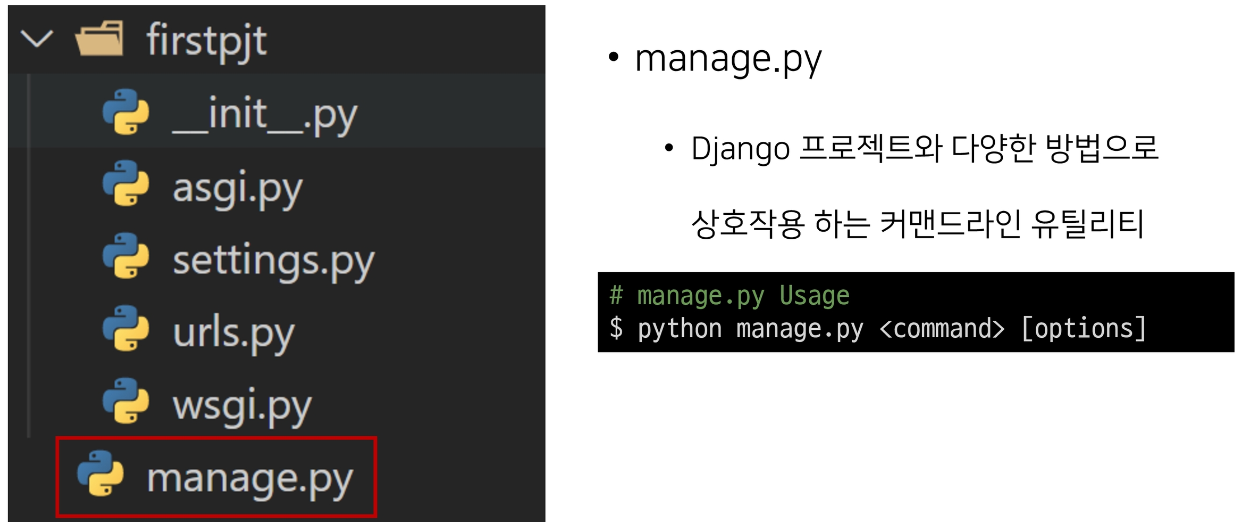 firstpjt
__init__.py
asgi.py
settings.py
urls.py
wsgi.py
manage.py
• manage.py
• Django 프로젝트와 다양한 방법으로
상호작용 하는 커맨드라인 유틸리티
# manage.py Usage
$ python manage.py <command> [options]